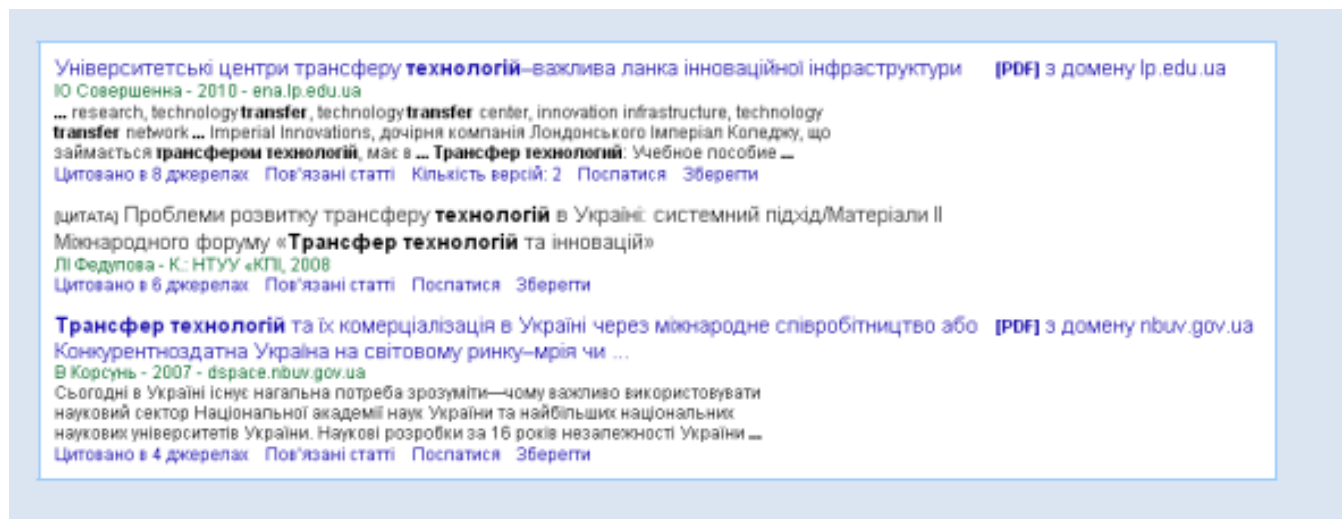 Університетські центри трансферу технологій–важлива ланка інноваційної інфраструктури [PDF] з домену lp.edu.ua
ІО Совершенна - 2010 - ena.lp.edu.ua
... research, technology transfer, technology transfer center, innovation infrastructure, technology
transfer network ... Imperial Innovations, дочірня компанія Лондонського Імперіал Коледжу, що
займається трансфером технологій, має в ... Трансфер технологий: Учебное пособие ...
Цитовано в 8 джерелах Пов'язані статті Кількість версій: 2 Послатися Зберегти
[ЦИТАТА] Проблеми розвитку трансферу технологій в Україні: системний підхід/Матеріали ІІ
Міжнародного форуму «Трансфер технологій та інновацій»
ЛІ Федулова - К.: НТУУ «КПІ, 2008
Цитовано в 6 джерелах Пов'язані статті Послатися Зберегти
Трансфер технологій та їх комерціалізація в Україні через міжнародне співробітництво або [PDF] з домену nbuv.gov.ua
Конкурентноздатна Україна на світовому ринку–мрія чи ...
В Корсунь - 2007 - dspace.nbuv.gov.ua
Сьогодні в Україні існує нагальна потреба зрозуміти—чому важливо використовувати
науковий сектор Національної академії наук України та найбільших національних
наукових університетів України. Наукові розробки за 16 років незалежності України ...
Цитовано в 4 джерелах Пов'язані статті Послатися Зберегти